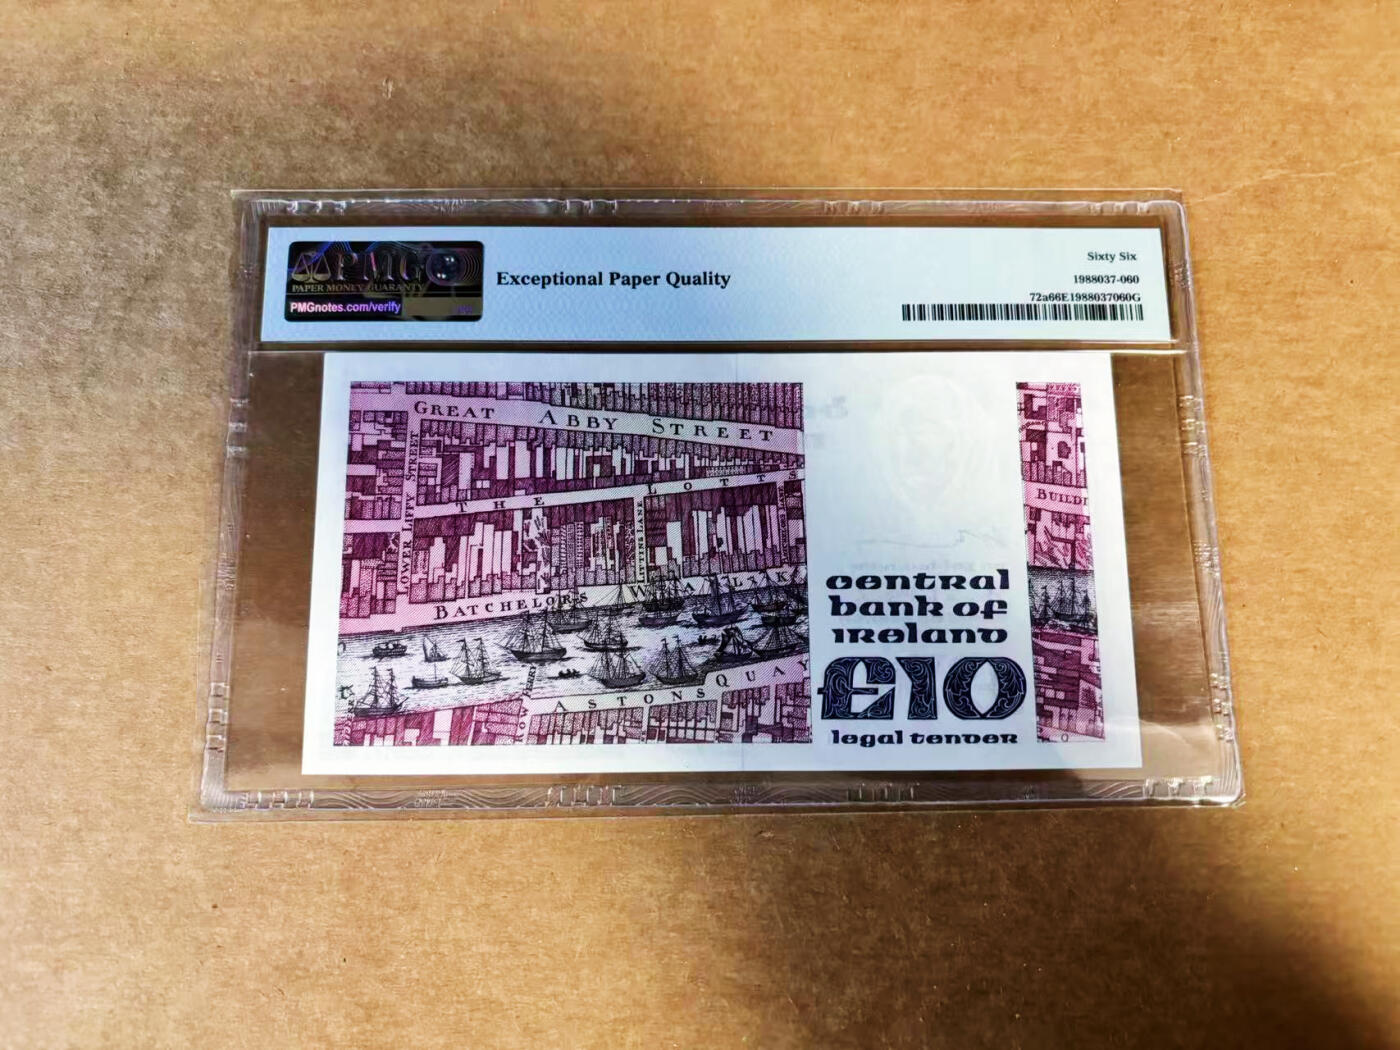 PMG
PAPER MONEY GUARANTY
PMGnotes.com/verify
Exceptional Paper Quality
Sixty Six
1988037-060
72a66E1988037060G
GREAT ABBY STREET
LOWER LIFFY STREET
THE LOTTS
BATCHELORS WALK
ASTONS QUAY
BUILDI
central
bank of
ireland
£10
legal tender